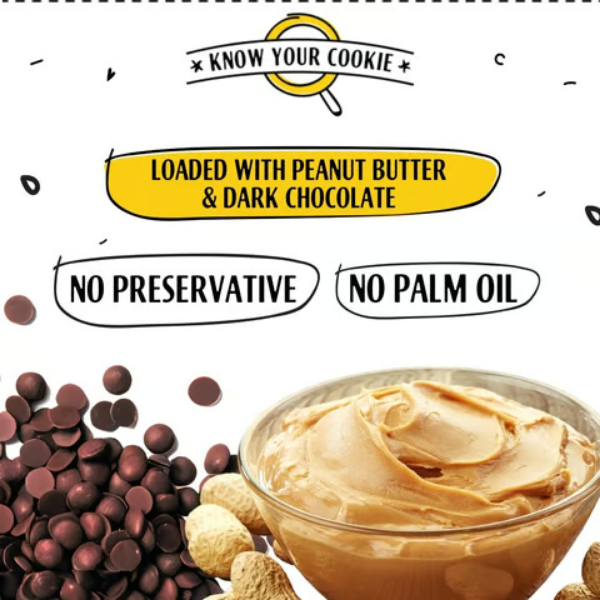 ★ KNOW YOUR COOKIE ★
LOADED WITH PEANUT BUTTER
& DARK CHOCOLATE
NO PRESERVATIVE
NO PALM OIL